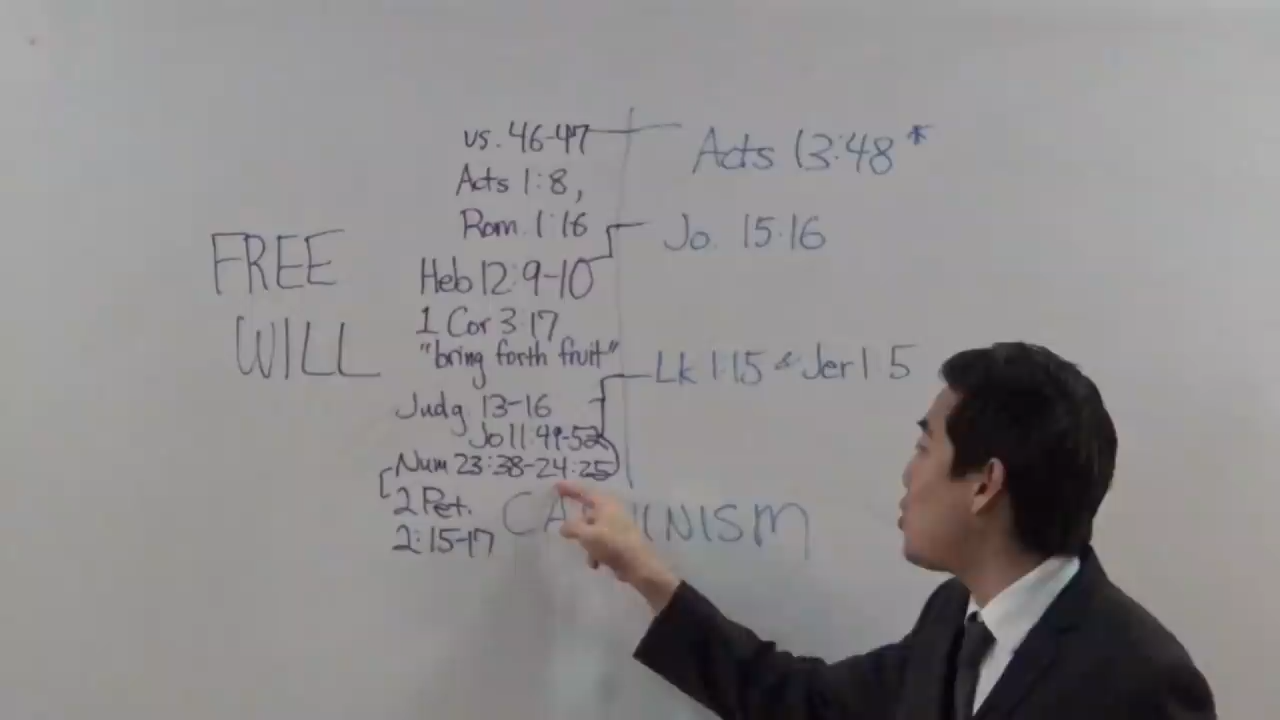 vs. 46-47
Acts 13:48*
Acts 1:8,
Rom. 1:16
Jo. 15:16
FREE
WILL
Heb 12:9-10
1 Cor 3:17
"bring forth fruit"
Lk 1:15 & Jer 1:5
Judg 13-16
Jo 11:49-52
Num 23:38-24:25
2 Pet.
2:15-17